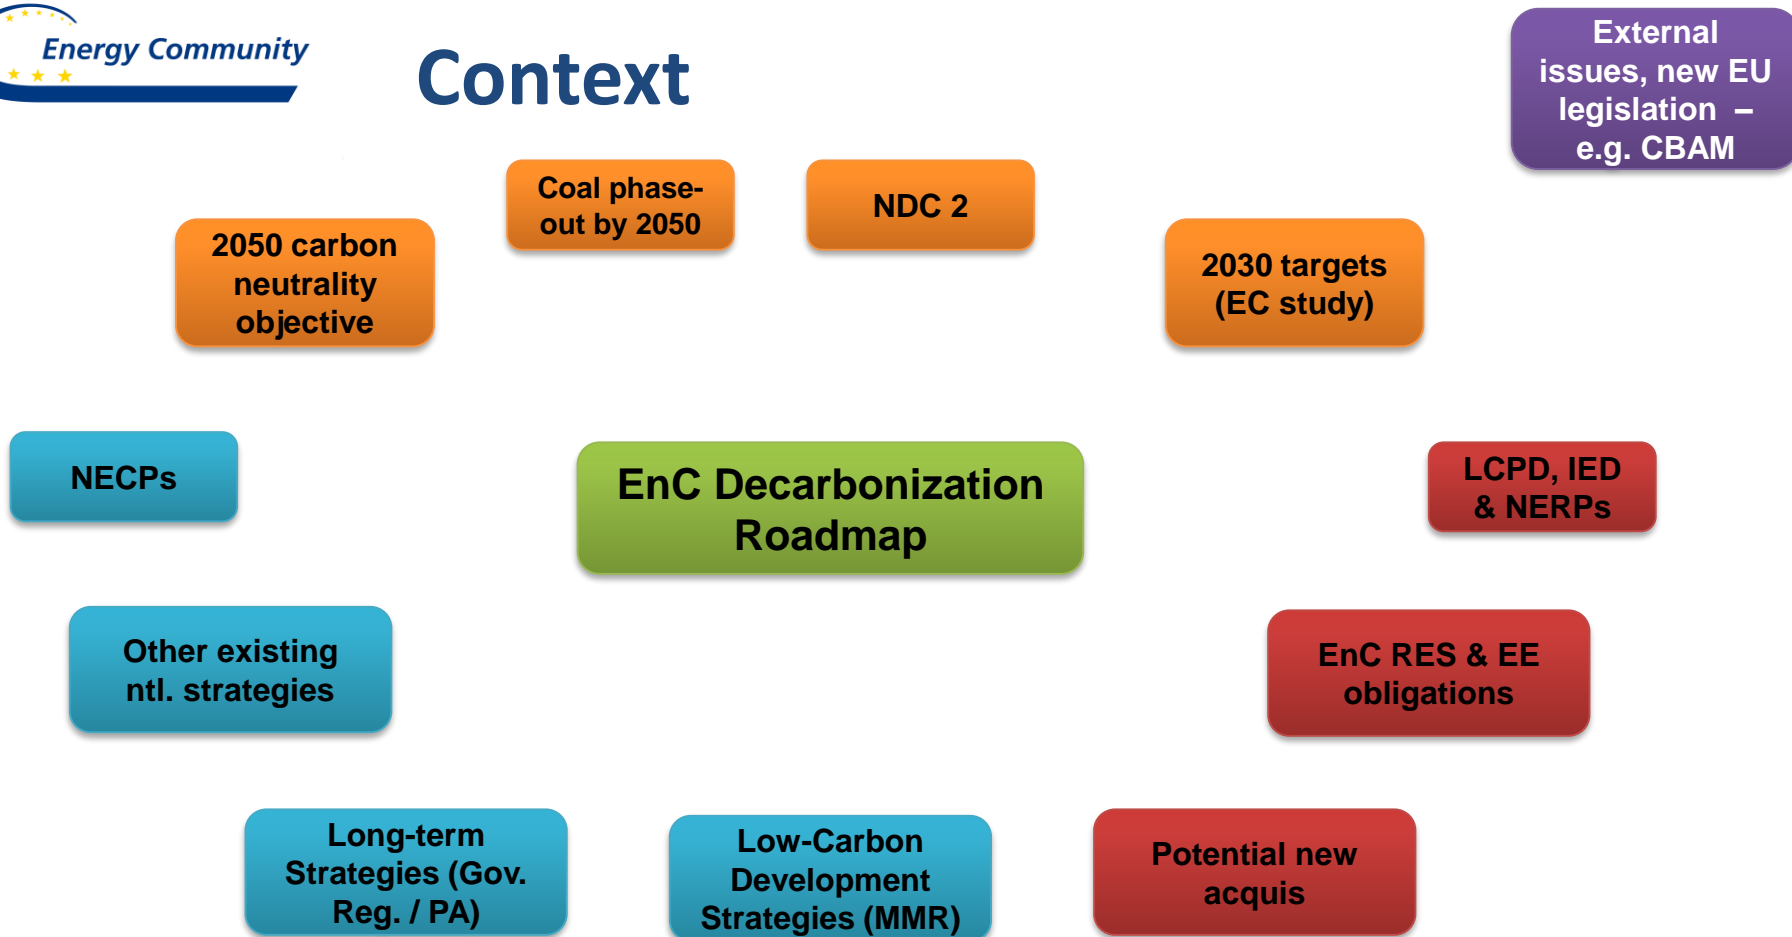 Energy Community
Context
External
issues, new EU
legislation –
e.g. CBAM
Coal phase-
out by 2050
NDC 2
2050 carbon
neutrality
objective
2030 targets
(EC study)
NECPs
EnC Decarbonization
Roadmap
LCPD, IED
& NERPs
Other existing
ntl. strategies
EnC RES & EE
obligations
Long-term
Strategies (Gov.
Reg. / PA)
Low-Carbon
Development
Strategies (MMR)
Potential new
acquis